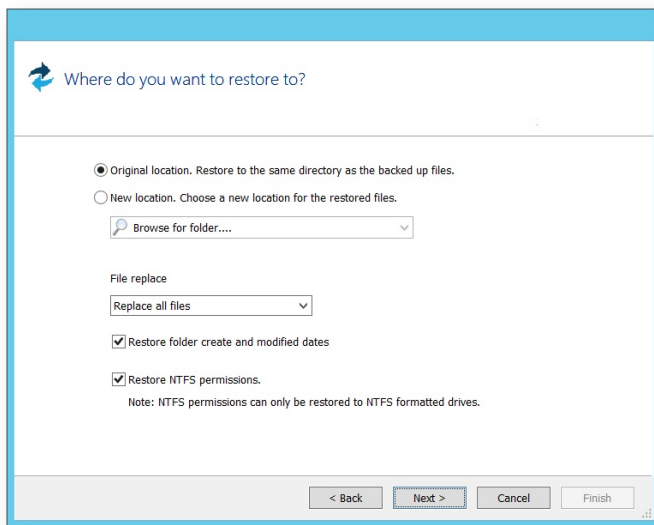 Where do you want to restore to?
Original location. Restore to the same directory as the backed up files.
New location. Choose a new location for the restored files.
Browse for folder....
File replace
Replace all files
Restore folder create and modified dates
Restore NTFS permissions.
Note: NTFS permissions can only be restored to NTFS formatted drives.
< Back Next > Cancel Finish